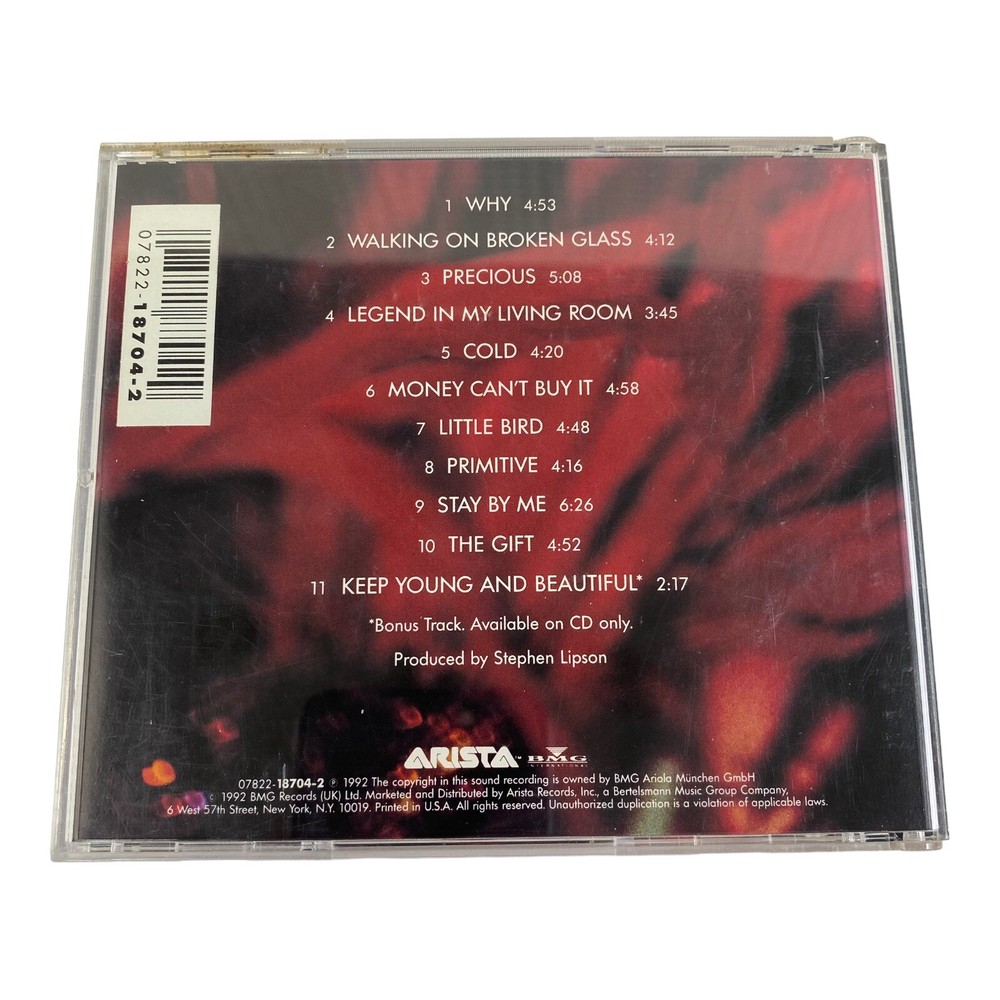 07822-18704-2
1 WHY 4:53
2 WALKING ON BROKEN GLASS 4:12
3 PRECIOUS 5:08
4 LEGEND IN MY LIVING ROOM 3:45
5 COLD 4:20
6 MONEY CAN'T BUY IT 4:58
7 LITTLE BIRD 4:48
8 PRIMITIVE 4:16
9 STAY BY ME 6:26
10 THE GIFT 4:52
11 KEEP YOUNG AND BEAUTIFUL* 2:17
*Bonus Track. Available on CD only.
Produced by Stephen Lipson
ARISTA™ BMG
INTERNATIONAL
07822-18704-2 ℗ 1992 The copyright in this sound recording is owned by BMG Ariola München GmbH
© 1992 BMG Records (UK) Ltd. Marketed and Distributed by Arista Records, Inc., a Bertelsmann Music Group Company,
6 West 57th Street, New York, N.Y. 10019. Printed in U.S.A. All rights reserved. Unauthorized duplication is a violation of applicable laws.